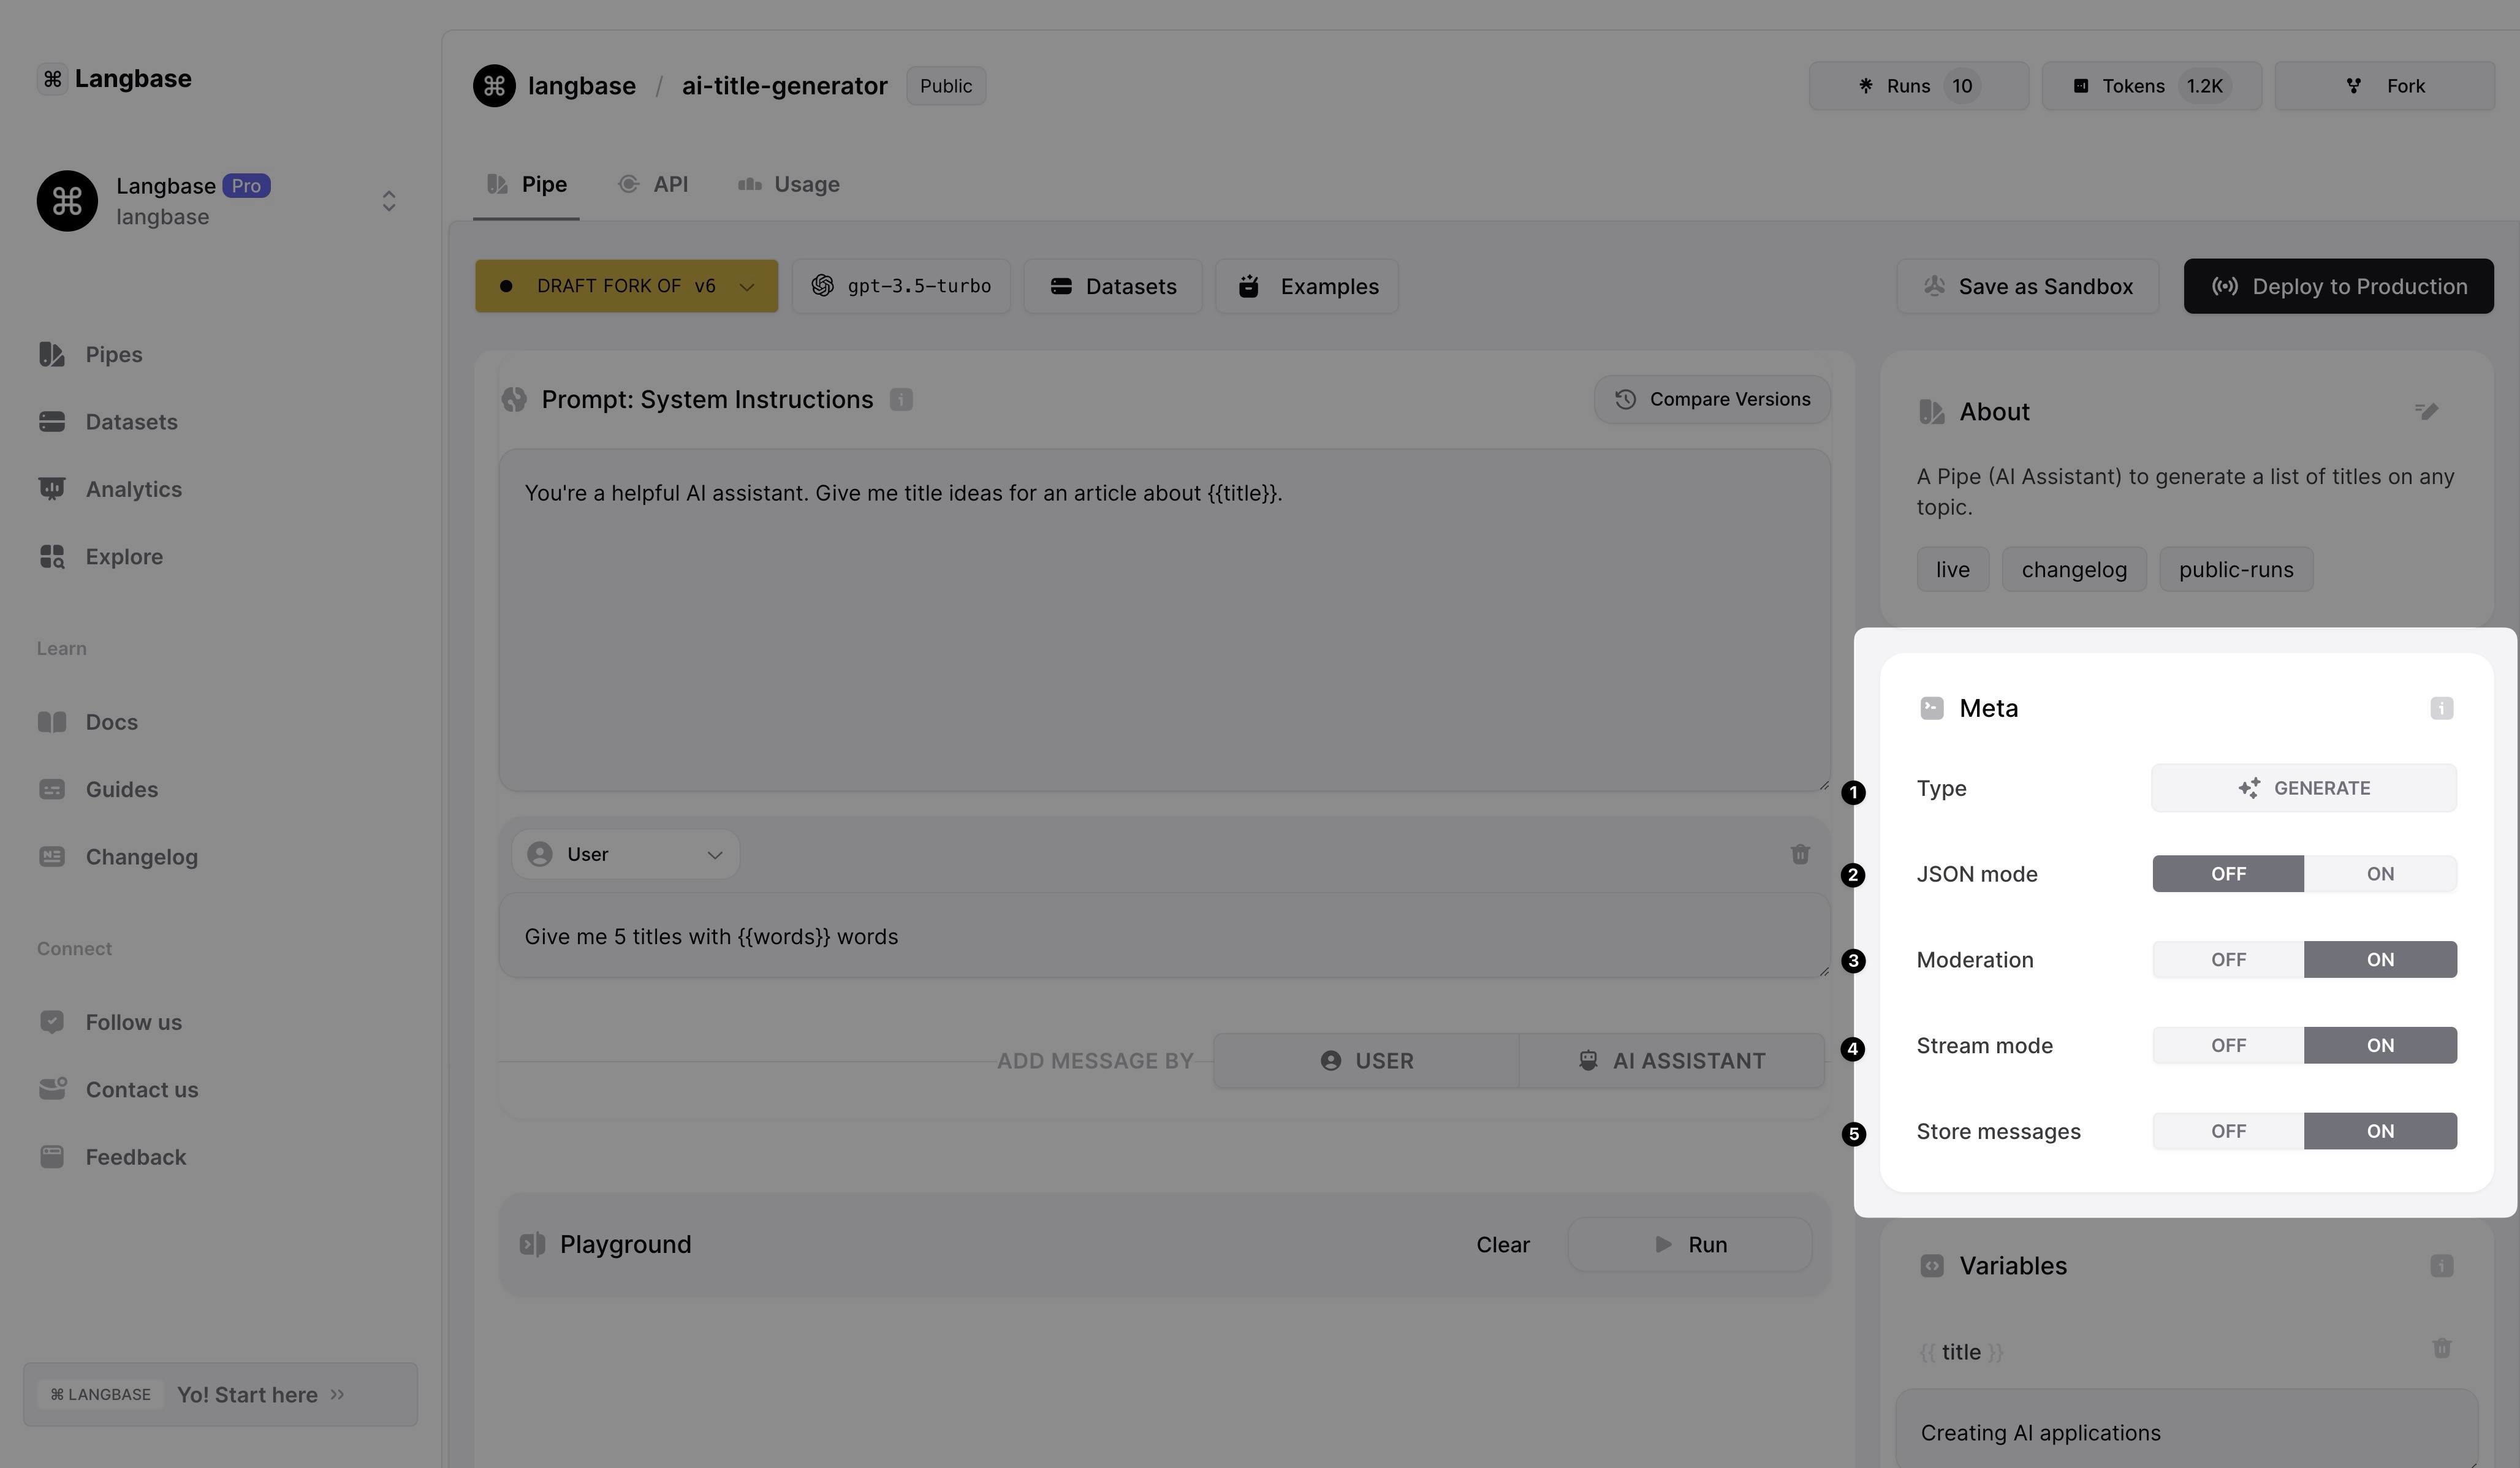 ⌘ Langbase
Langbase Pro
langbase
Pipes
Datasets
Analytics
Explore
Learn
Docs
Guides
Changelog
Connect
Follow us
Contact us
Feedback
⌘ LANGBASE Yo! Start here »
langbase / ai-title-generator Public
Runs 10 Tokens 1.2K Fork
Pipe API Usage
DRAFT FORK OF v6 gpt-3.5-turbo Datasets Examples
Save as Sandbox Deploy to Production
Prompt: System Instructions i
Compare Versions
You're a helpful AI assistant. Give me title ideas for an article about {{title}}.
User
Give me 5 titles with {{words}} words
ADD MESSAGE BY USER AI ASSISTANT
Playground Clear Run
About
A Pipe (AI Assistant) to generate a list of titles on any
topic.
live changelog public-runs
Meta i
1 Type GENERATE
2 JSON mode OFF ON
3 Moderation OFF ON
4 Stream mode OFF ON
5 Store messages OFF ON
Variables i
{{ title }}
Creating AI applications